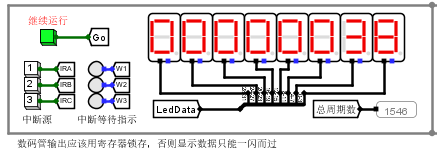 继续运行
Go
1 IRA W1
2 IRB W2
3 IRC W3
中断源 中断等待指示
LedData
总周期数 1546
数码管输出应该用寄存器锁存，否则显示数据只能一闪而过